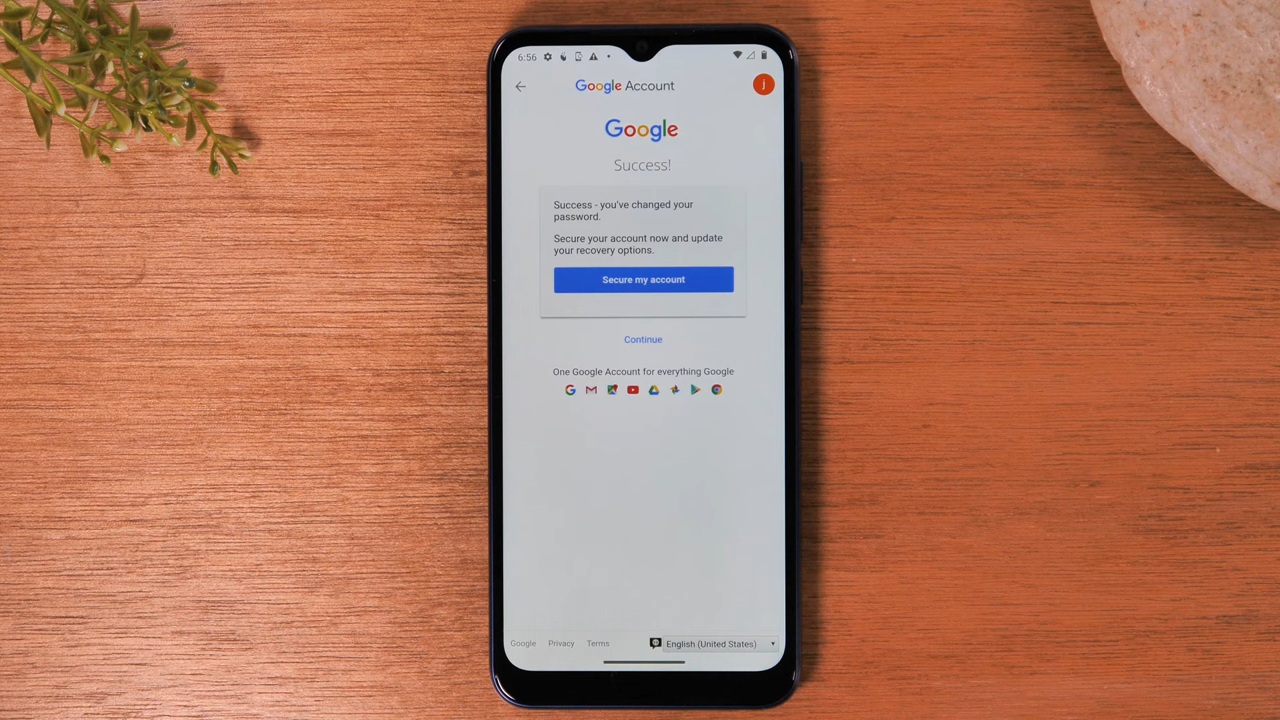 6:56
Google Account
j
Google
Success!
Success - you've changed your
password.
Secure your account now and update
your recovery options.
Secure my account
Continue
One Google Account for everything Google
Google Privacy Terms English (United States)